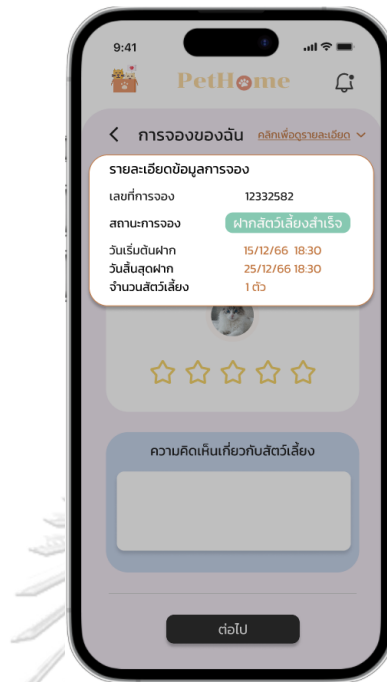 9:41
PetHome
การจองของฉัน คลิกเพื่อดูรายละเอียด
รายละเอียดข้อมูลการจอง
เลขที่การจอง 12332582
สถานะการจอง ฝากสัตว์เลี้ยงสำเร็จ
วันเริ่มต้นฝาก 15/12/66 18:30
วันสิ้นสุดฝาก 25/12/66 18:30
จำนวนสัตว์เลี้ยง 1 ตัว
ความคิดเห็นเกี่ยวกับสัตว์เลี้ยง
ต่อไป